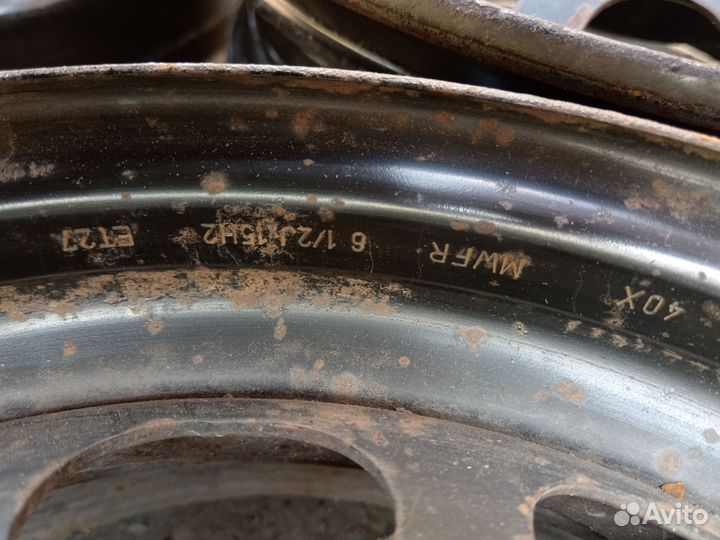 40X MWFR 6 1/2Jx15H2 ET27
Avito